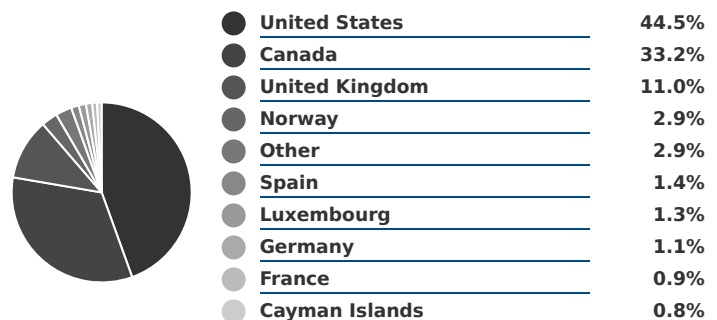 United States 44.5%
Canada 33.2%
United Kingdom 11.0%
Norway 2.9%
Other 2.9%
Spain 1.4%
Luxembourg 1.3%
Germany 1.1%
France 0.9%
Cayman Islands 0.8%